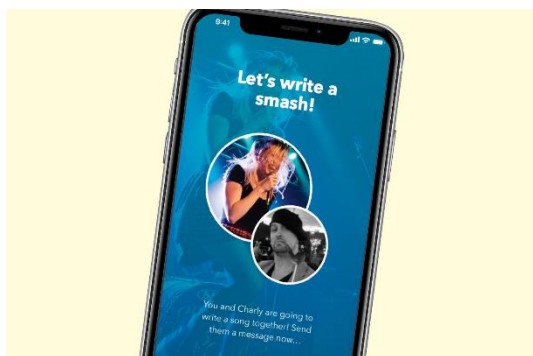 9:41
Let's write a
smash!
You and Charly are going to
write a song together! Send
them a message now...